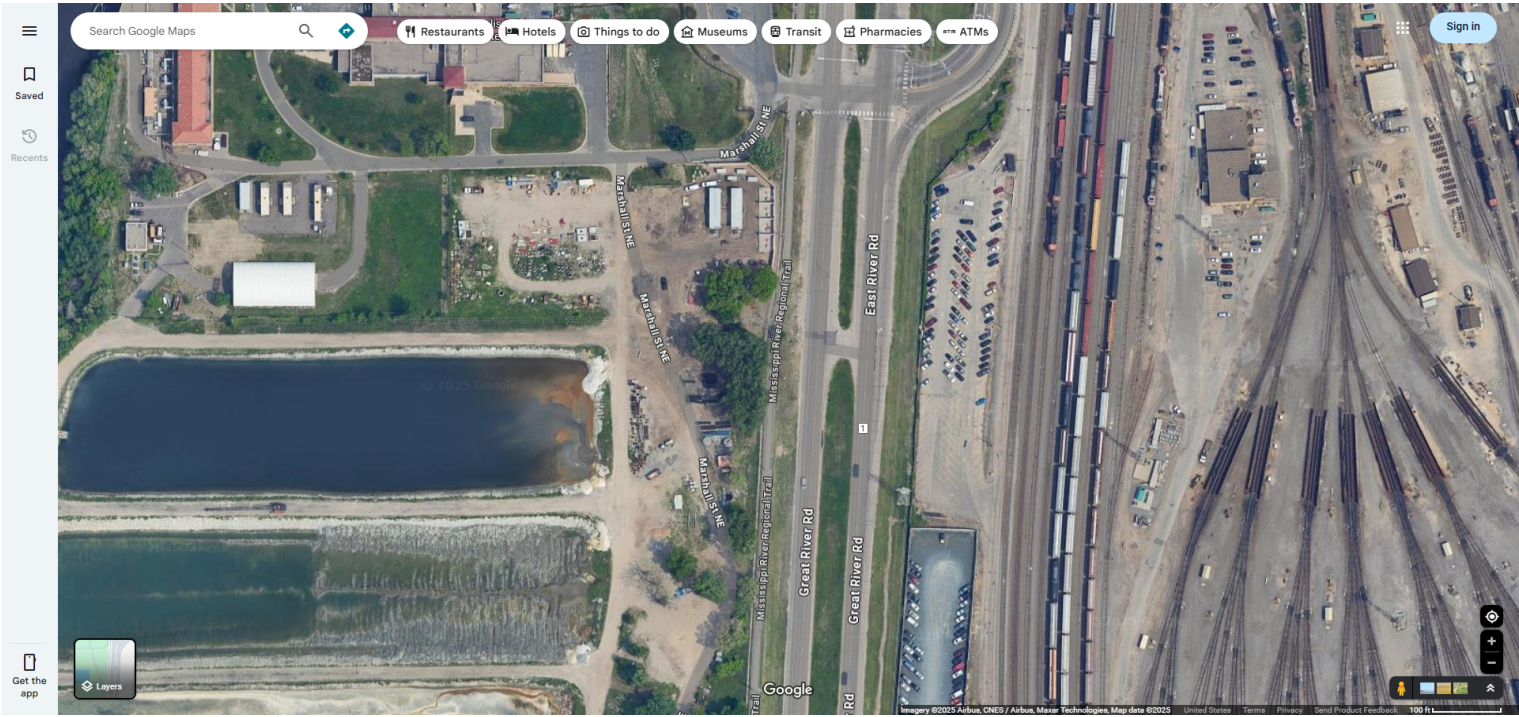 Search Google Maps
Restaurants
Hotels
Things to do
Museums
Transit
Pharmacies
ATM ATMs
Sign in
Saved
Recents
Marshall St NE
Marshall St NE
Marshall St NE
Marshall St NE
Mississippi River Regional Trail
East River Rd
© 2025 Google
1
Mississippi River Regional Trail
Great River Rd
Great River Rd
Get the app
Layers
Google
Trail
Rd
Imagery ©2025 Airbus, CNES / Airbus, Maxar Technologies, Map data ©2025
United States
Terms
Privacy
Send Product Feedback
100 ft